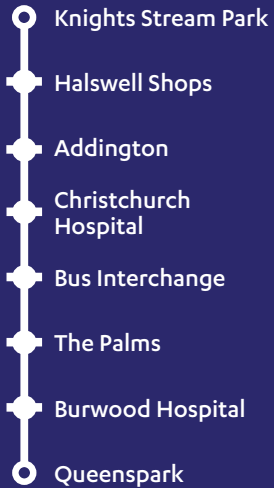 Knights Stream Park
Halswell Shops
Addington
Christchurch
Hospital
Bus Interchange
The Palms
Burwood Hospital
Queenspark